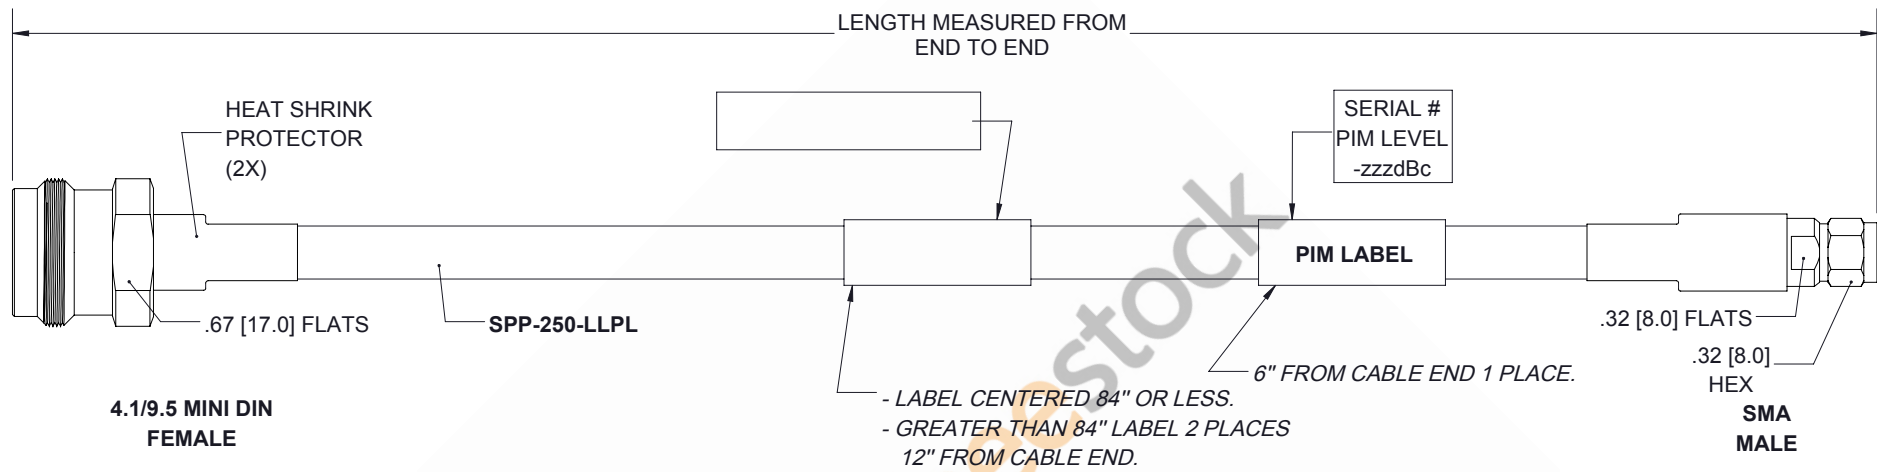 LENGTH MEASURED FROM
END TO END
HEAT SHRINK
PROTECTOR
(2X)
SERIAL #
PIM LEVEL
-zzzdBc
PIM LABEL
.67 [17.0] FLATS
SPP-250-LLPL
.32 [8.0] FLATS
.32 [8.0]
HEX
6" FROM CABLE END 1 PLACE.
- LABEL CENTERED 84" OR LESS.
- GREATER THAN 84" LABEL 2 PLACES
12" FROM CABLE END.
4.1/9.5 MINI DIN
FEMALE
SMA
MALE
eestock